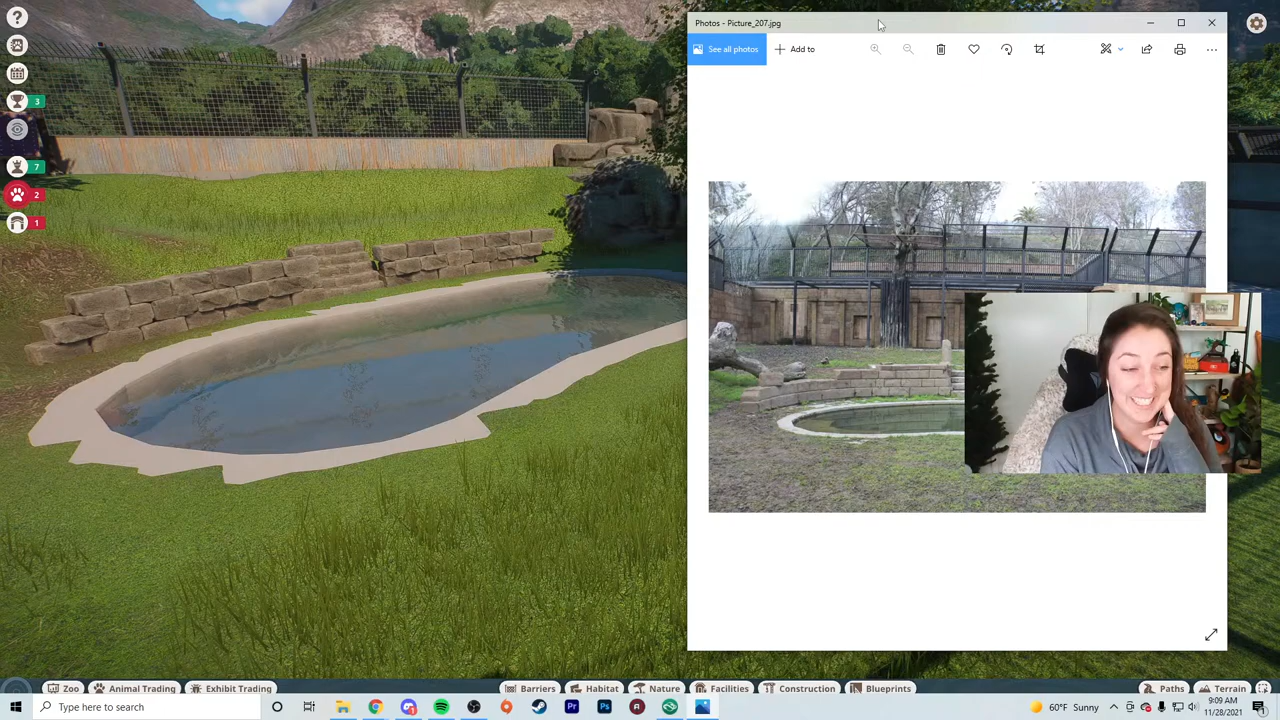 Photos - Picture_207.jpg
See all photos
Add to
3
7
2
1
Zoo
Animal Trading
Exhibit Trading
Barriers
Habitat
Nature
Facilities
Construction
Blueprints
Paths
Terrain
Type here to search
60°F Sunny
9:09 AM
11/28/2021